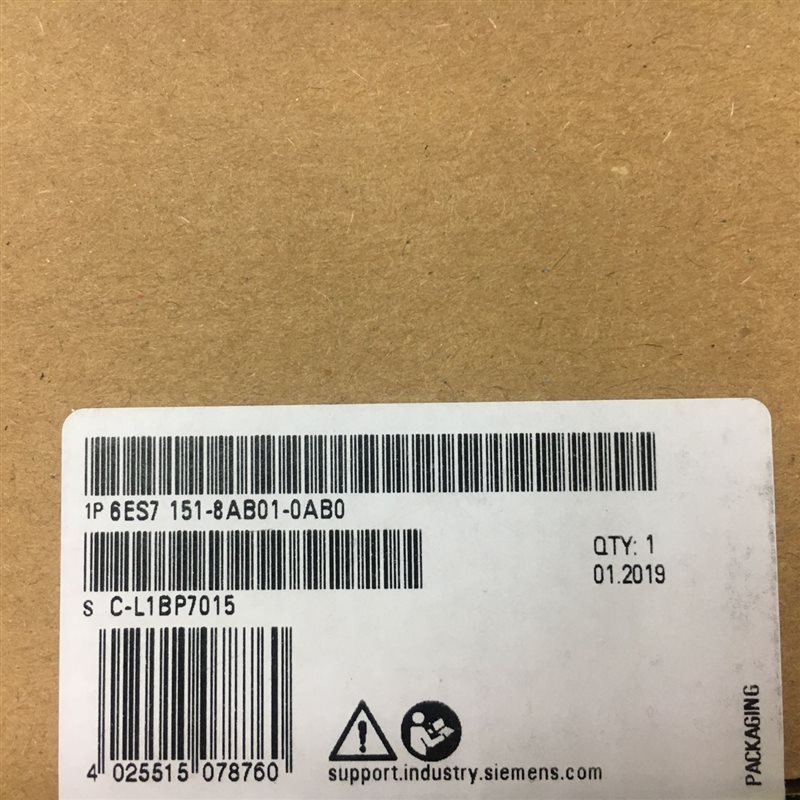 1P 6ES7 151-8AB01-0AB0
QTY: 1
01.2019
S C-L1BP7015
4 025515 078760
support.industry.siemens.com
PACKAGING